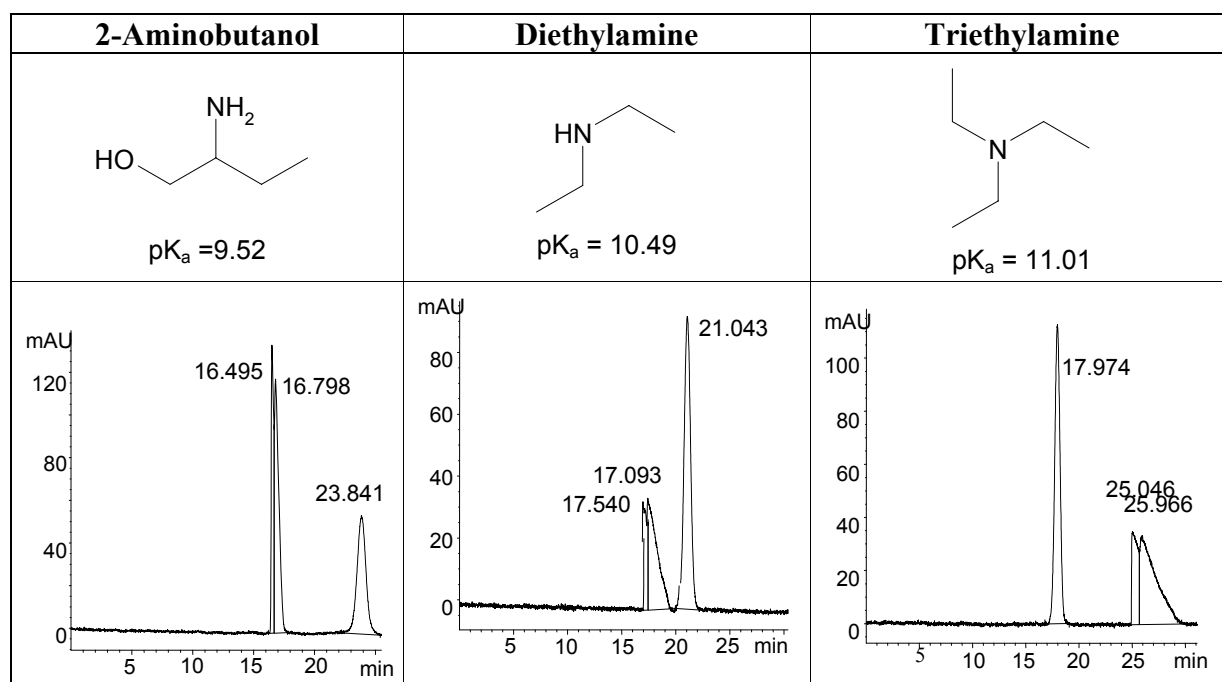 2-Aminobutanol
Diethylamine
Triethylamine
NH2
HO
pKa =9.52
HN
pKa = 10.49
N
pKa = 11.01
mAU
120
80
40
0
16.495
16.798
23.841
5
10
20
min
mAU
80
60
40
20
0
17.093
17.540
21.043
5
10
15
20
25
min
mAU
100
80
60
40
20
0
17.974
25.046
25.966
5
10
15
20
25
min